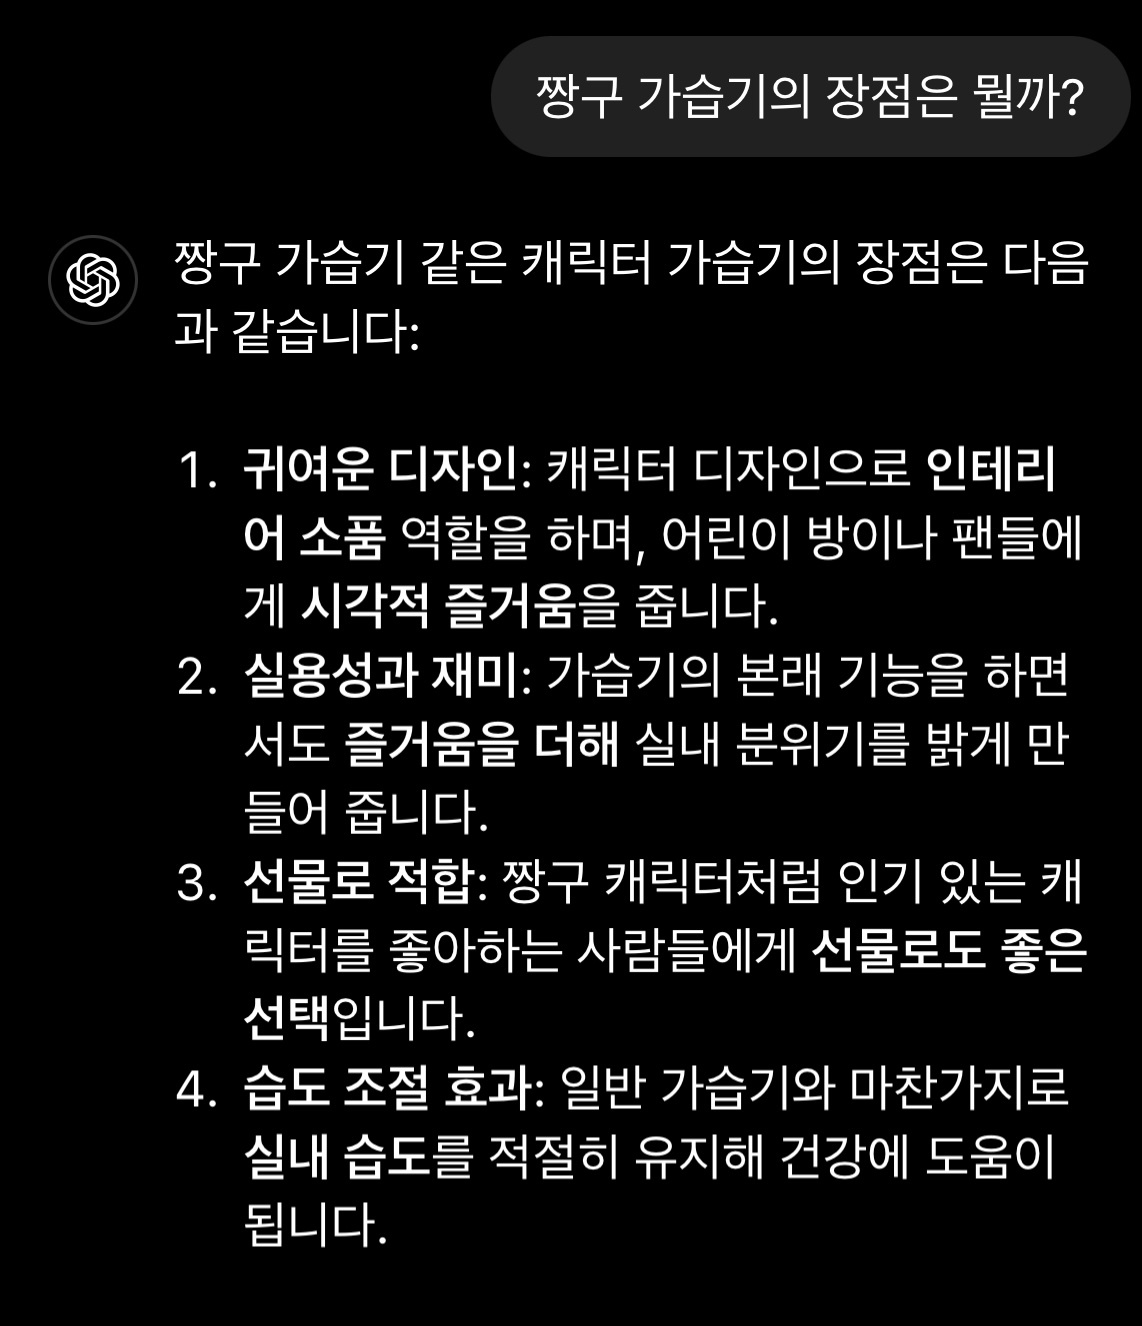 짱구 가습기의 장점은 뭘까?
짱구 가습기 같은 캐릭터 가습기의 장점은 다음
과 같습니다:
1. 귀여운 디자인: 캐릭터 디자인으로 인테리
어 소품 역할을 하며, 어린이 방이나 팬들에
게 시각적 즐거움을 줍니다.
2. 실용성과 재미: 가습기의 본래 기능을 하면
서도 즐거움을 더해 실내 분위기를 밝게 만
들어 줍니다.
3. 선물로 적합: 짱구 캐릭터처럼 인기 있는 캐
릭터를 좋아하는 사람들에게 선물로도 좋은
선택입니다.
4. 습도 조절 효과: 일반 가습기와 마찬가지로
실내 습도를 적절히 유지해 건강에 도움이
됩니다.